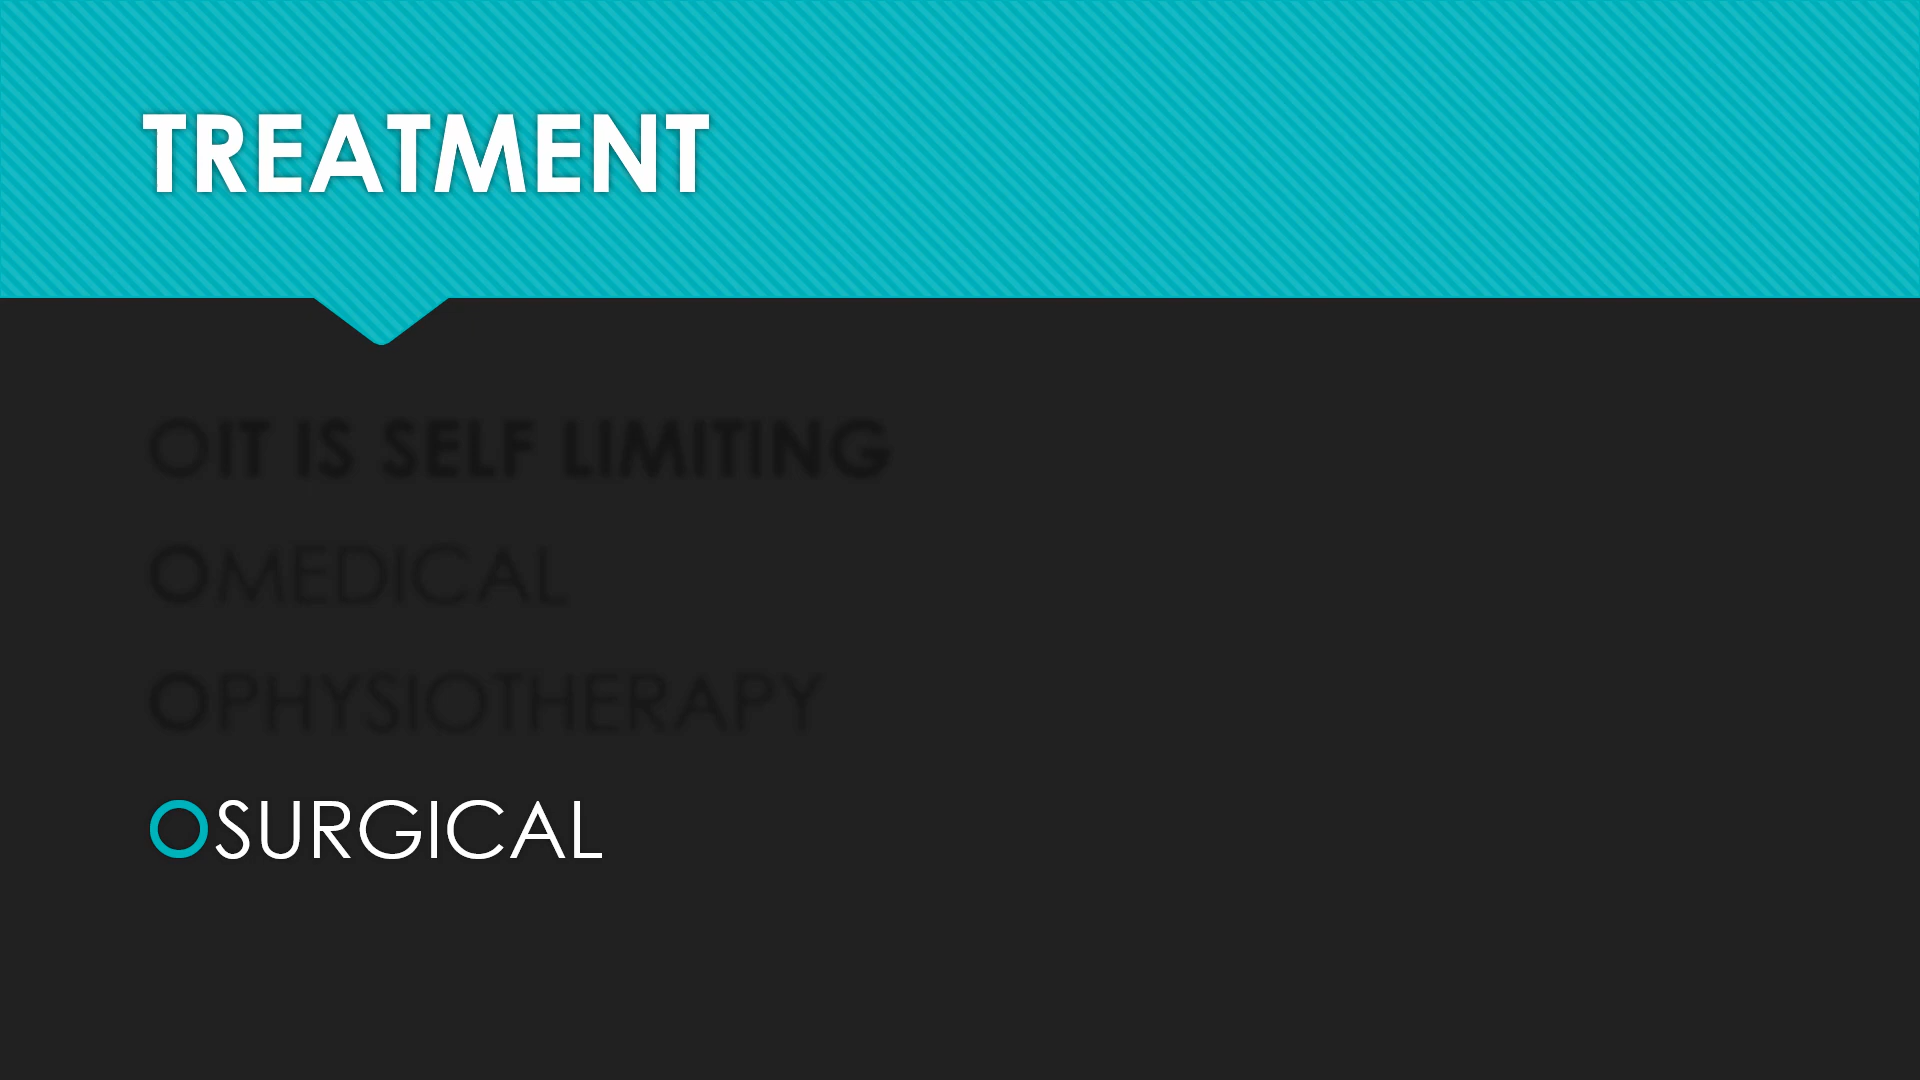 TREATMENT
IT IS SELF LIMITING
MEDICAL
PHYSIOTHERAPY
SURGICAL